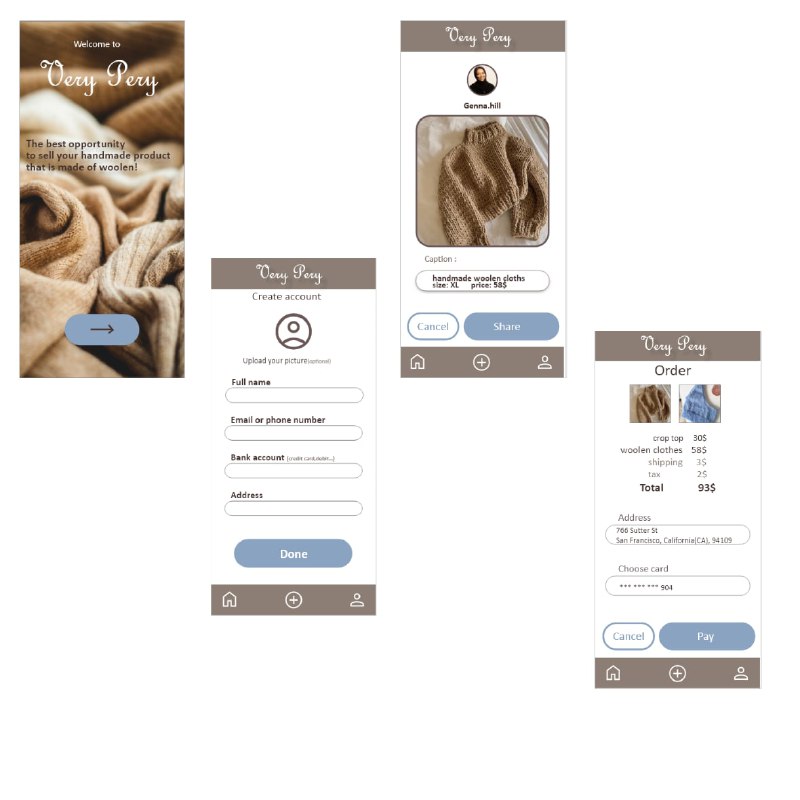 Welcome to
Very Pery
The best opportunity
to sell your handmade product
that is made of woolen!
Very Pery
Create account
Upload your picture(optional)
Full name
Email or phone number
Bank account (credit card,debit...)
Address
Done
Very Pery
Genna.hill
Caption :
handmade woolen cloths
size: XL price: 58$
Cancel
Share
Very Pery
Order
crop top 30$
woolen clothes 58$
shipping 3$
tax 2$
Total 93$
Address
766 Sutter St
San Francisco, California(CA), 94109
Choose card
*** *** *** 904
Cancel
Pay